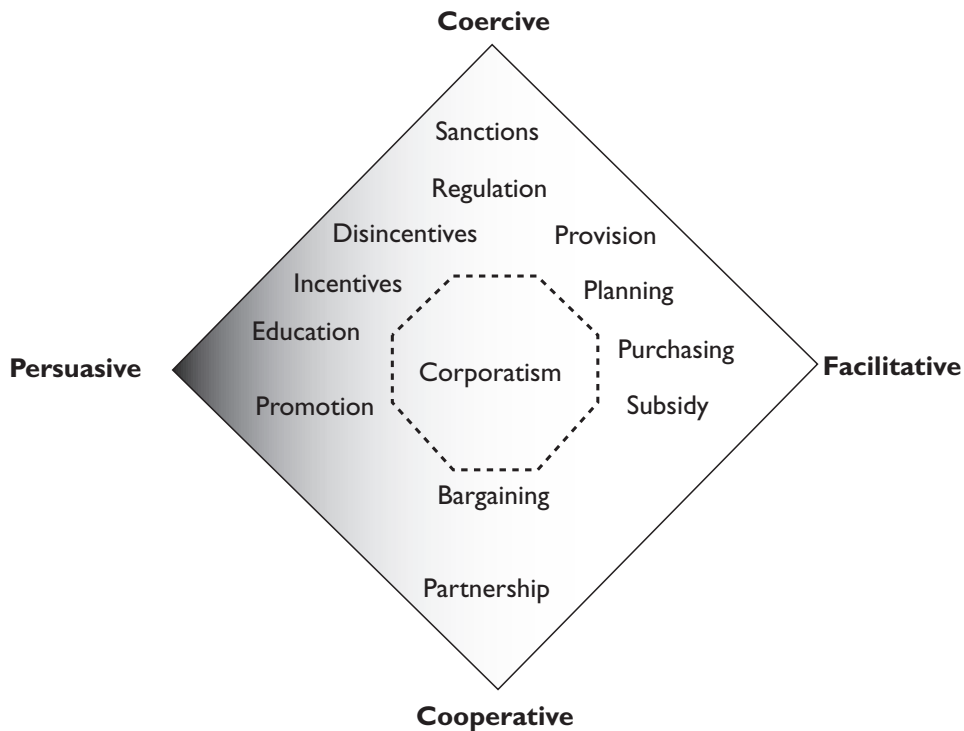 Coercive
Sanctions
Regulation
Disincentives
Provision
Incentives
Planning
Education
Purchasing
Persuasive
Corporatism
Facilitative
Promotion
Subsidy
Bargaining
Partnership
Cooperative